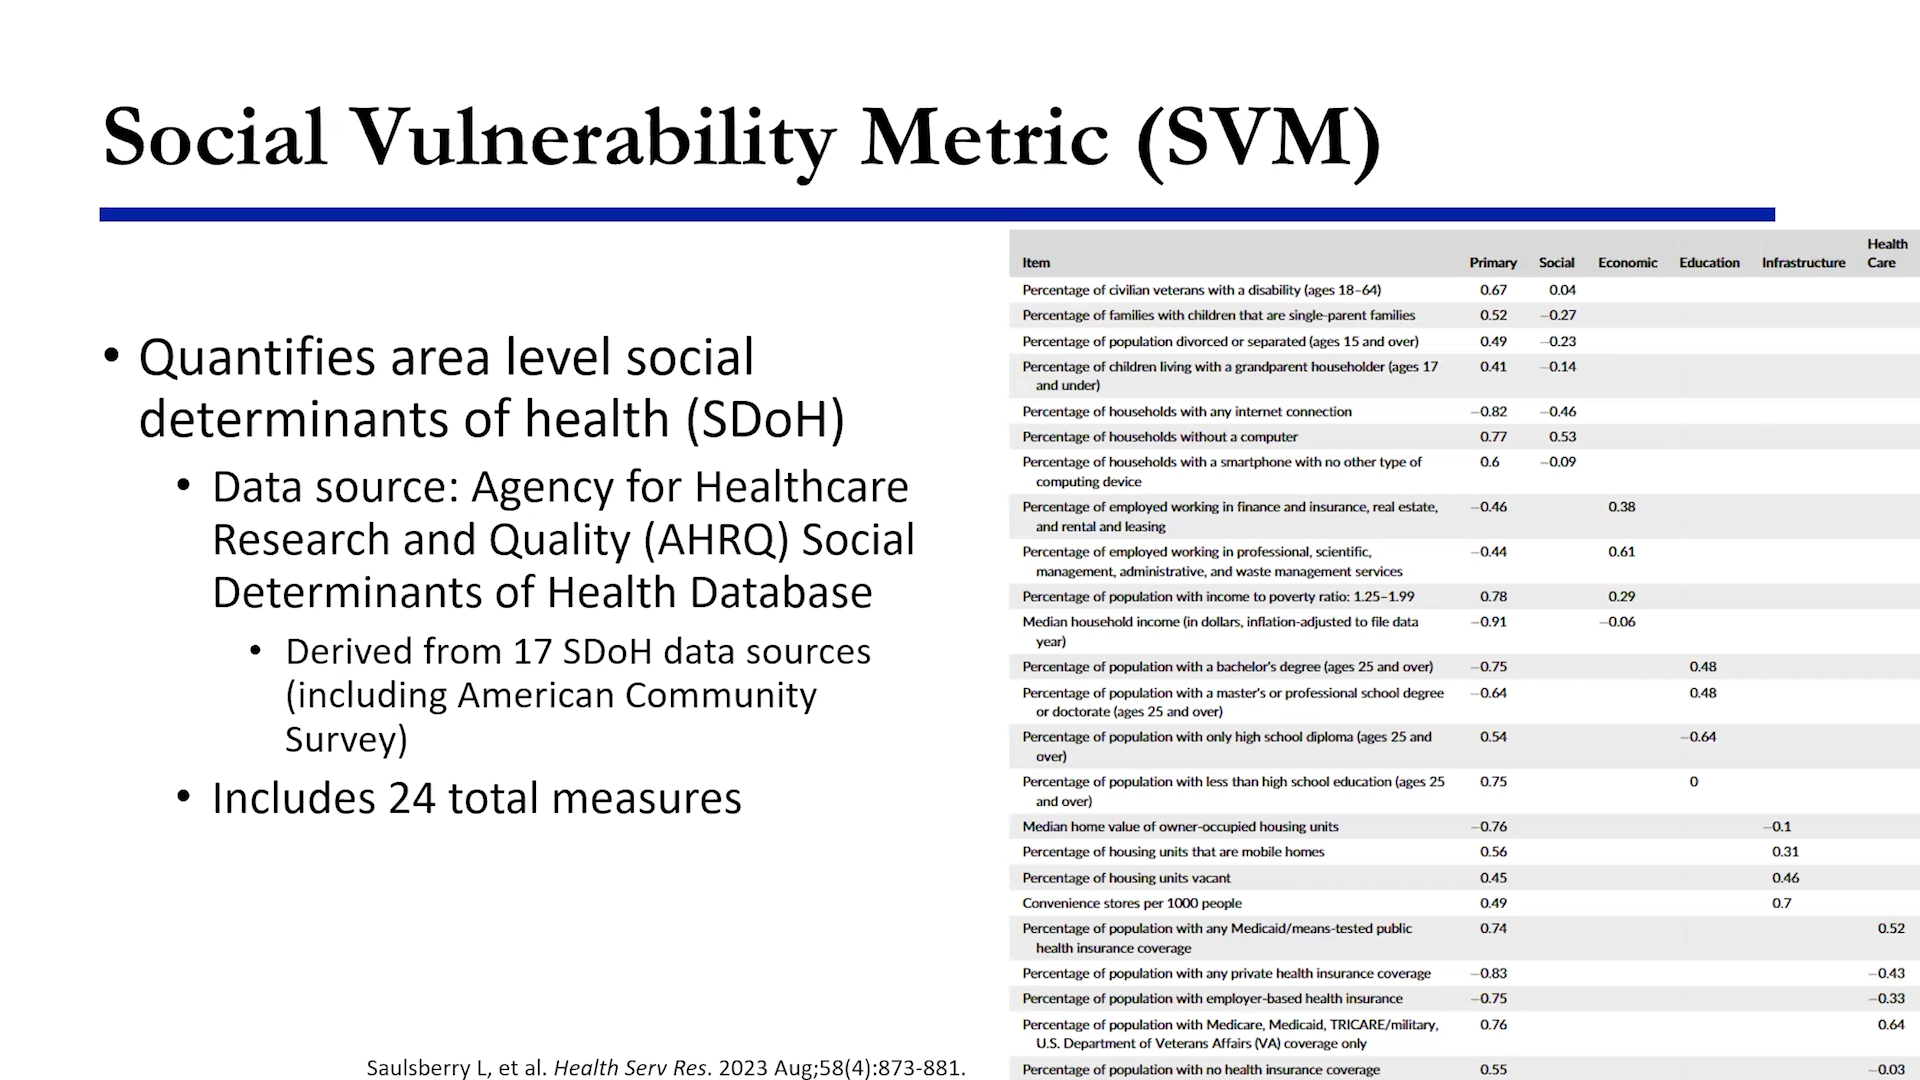 Social Vulnerability Metric (SVM)
• Quantifies area level social
determinants of health (SDoH)
• Data source: Agency for Healthcare
Research and Quality (AHRQ) Social
Determinants of Health Database
• Derived from 17 SDoH data sources
(including American Community
Survey)
• Includes 24 total measures
Saulsberry L, et al. Health Serv Res. 2023 Aug;58(4):873-881.
Health
Item Primary Social Economic Education Infrastructure Care
Percentage of civilian veterans with a disability (ages 18–64) 0.67 0.04
Percentage of families with children that are single-parent families 0.52 −0.27
Percentage of population divorced or separated (ages 15 and over) 0.49 −0.23
Percentage of children living with a grandparent householder (ages 17 0.41 −0.14
and under)
Percentage of households with any internet connection −0.82 −0.46
Percentage of households without a computer 0.77 0.53
Percentage of households with a smartphone with no other type of 0.6 −0.09
computing device
Percentage of employed working in finance and insurance, real estate, −0.46 0.38
and rental and leasing
Percentage of employed working in professional, scientific, −0.44 0.61
management, administrative, and waste management services
Percentage of population with income to poverty ratio: 1.25–1.99 0.78 0.29
Median household income (in dollars, inflation-adjusted to file data −0.91 −0.06
year)
Percentage of population with a bachelor's degree (ages 25 and over) −0.75 0.48
Percentage of population with a master's or professional school degree −0.64 0.48
or doctorate (ages 25 and over)
Percentage of population with only high school diploma (ages 25 and 0.54 −0.64
over)
Percentage of population with less than high school education (ages 25 0.75 0
and over)
Median home value of owner-occupied housing units −0.76 −0.1
Percentage of housing units that are mobile homes 0.56 0.31
Percentage of housing units vacant 0.45 0.46
Convenience stores per 1000 people 0.49 0.7
Percentage of population with any Medicaid/means-tested public 0.74 0.52
health insurance coverage
Percentage of population with any private health insurance coverage −0.83 −0.43
Percentage of population with employer-based health insurance −0.75 −0.33
Percentage of population with Medicare, Medicaid, TRICARE/military, 0.76 0.64
U.S. Department of Veterans Affairs (VA) coverage only
Percentage of population with no health insurance coverage 0.55 −0.03